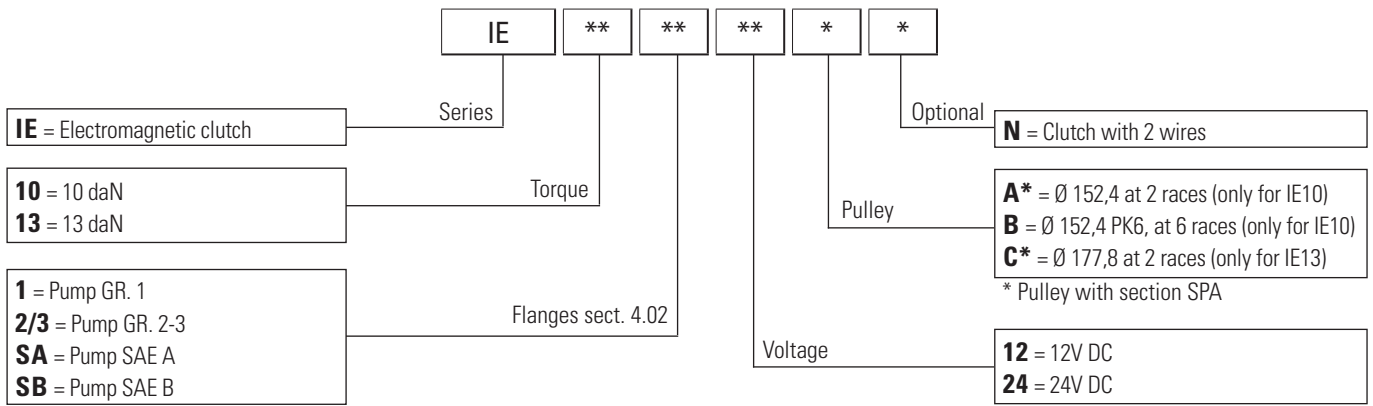 IE ** ** ** * *
Series
Optional
IE = Electromagnetic clutch
N = Clutch with 2 wires
10 = 10 daN
13 = 13 daN
Torque
Pulley
A* = Ø 152,4 at 2 races (only for IE10)
B = Ø 152,4 PK6, at 6 races (only for IE10)
C* = Ø 177,8 at 2 races (only for IE13)
* Pulley with section SPA
1 = Pump GR. 1
2/3 = Pump GR. 2-3
SA = Pump SAE A
SB = Pump SAE B
Flanges sect. 4.02
Voltage
12 = 12V DC
24 = 24V DC